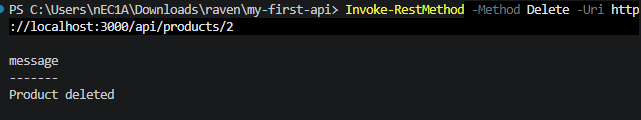 PS C:\Users\nEC1A\Downloads\raven\my-first-api> Invoke-RestMethod -Method Delete -Uri http
://localhost:3000/api/products/2
message
-------
Product deleted